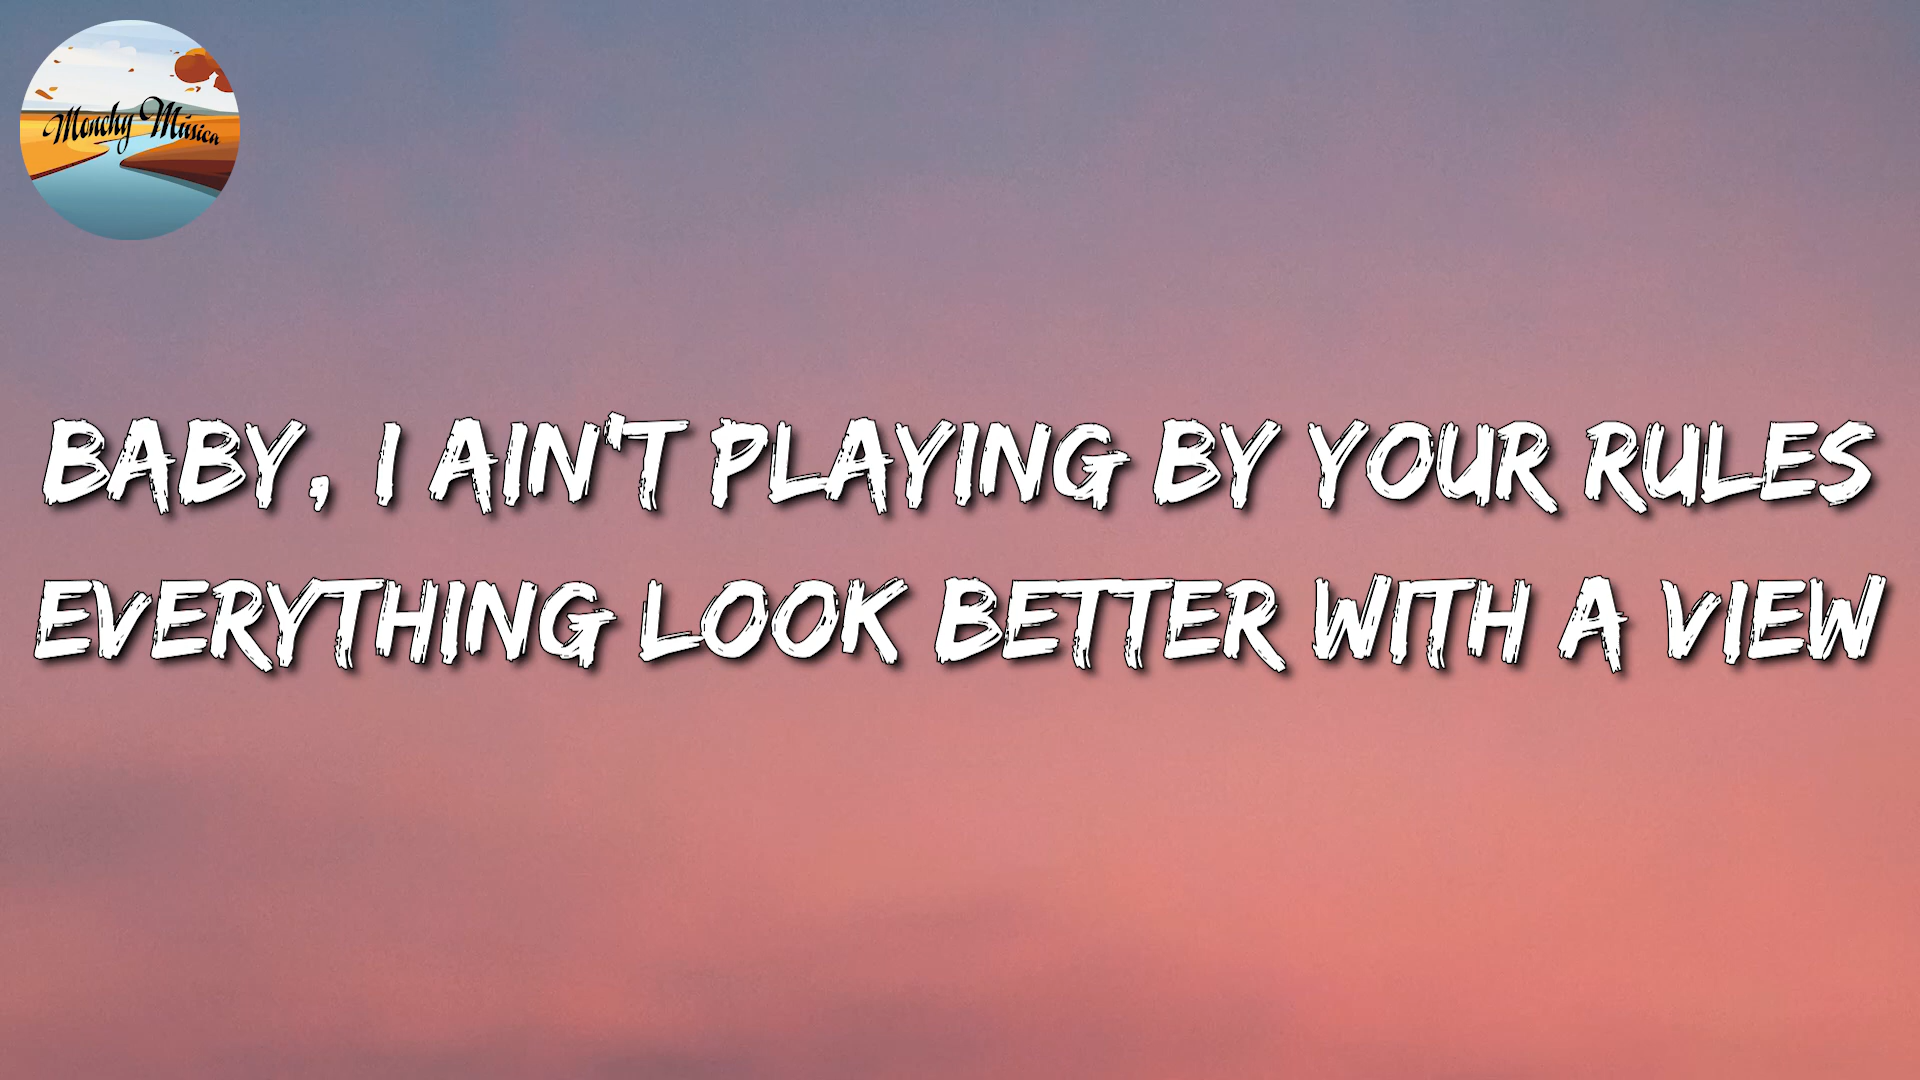 Monchy Música
BABY, I AIN'T PLAYING BY YOUR RULES
EVERYTHING LOOK BETTER WITH A VIEW